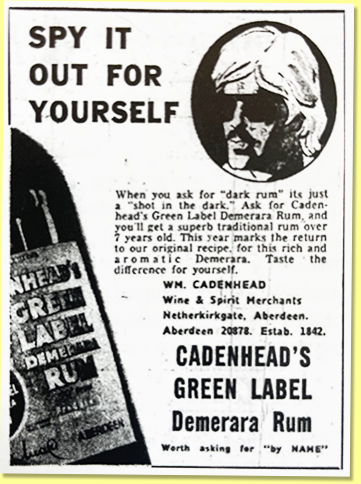 SPY IT
OUT FOR
YOURSELF
When you ask for "dark rum" its just
a "shot in the dark." Ask for Caden-
head's Green Label Demerara Rum, and
you'll get a superb traditional rum over
7 years old. This year marks the return
to our original recipe, for this rich and
aromatic Demerara. Taste the
difference for yourself.
WM. CADENHEAD
Wine & Spirit Merchants
Netherkirkgate, Aberdeen.
Aberdeen 20878. Estab. 1842.
CADENHEAD'S
GREEN LABEL
Demerara Rum
Worth asking for "by NAME"
NHEAD'S
GREEN
LABEL
DEMERARA
RUM
ABERDEEN